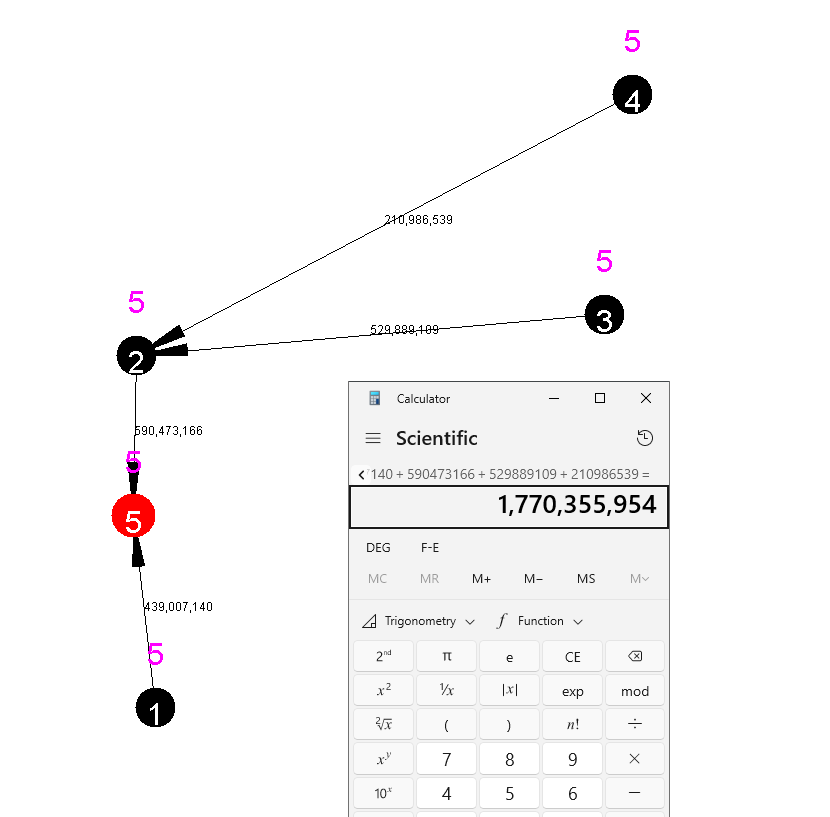 5
4
210,986,539
5
3
5
529,889,109
2
590,473,166
5
5
439,007,140
5
1
Calculator
Scientific
140 + 590473166 + 529889109 + 210986539 =
1,770,355,954
DEG F-E
MC MR M+ M− MS M
Trigonometry f Function
2nd π e CE
x² ¹/x |x| exp mod
²√x ( ) n! ÷
xʸ 7 8 9 ×
10ˣ 4 5 6 −